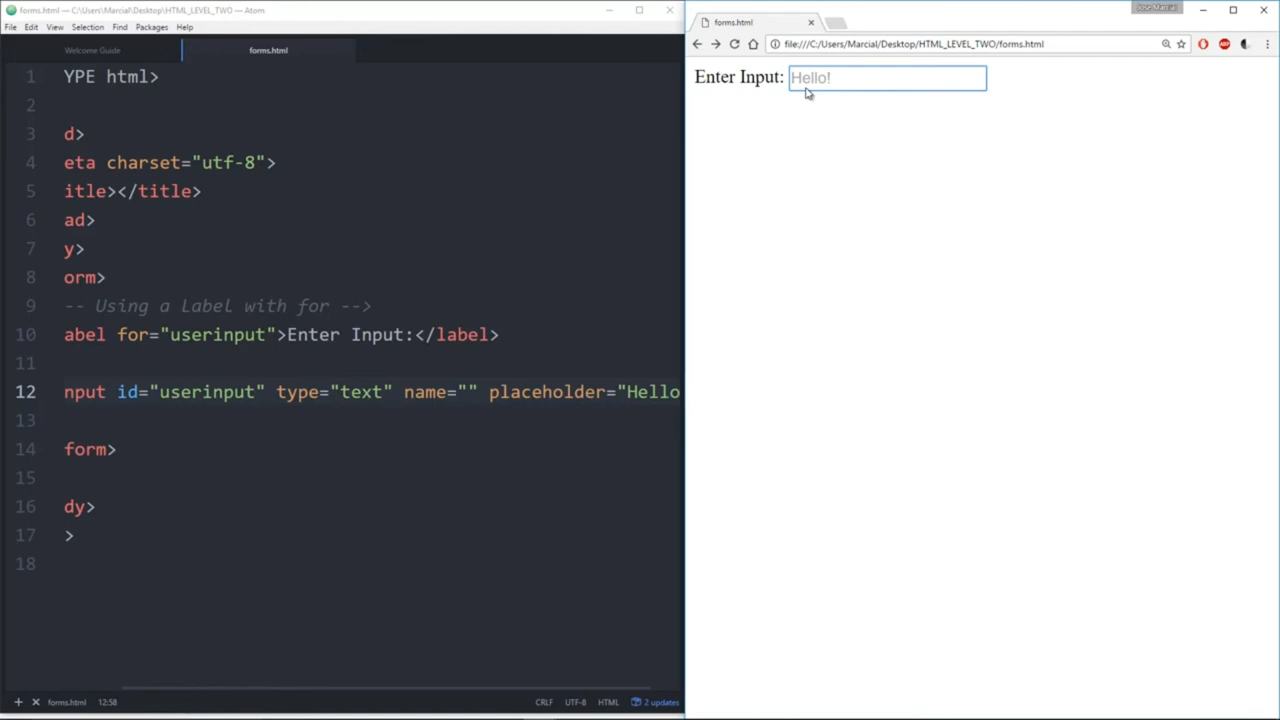 forms.html — C:\Users\Marcial\Desktop\HTML_LEVEL_TWO — Atom
File Edit View Selection Find Packages Help
Welcome Guide forms.html
1 YPE html>
2
3 d>
4 eta charset="utf-8">
5 itle></title>
6 ad>
7 y>
8 orm>
9 -- Using a Label with for -->
10 abel for="userinput">Enter Input:</label>
11
12 nput id="userinput" type="text" name="" placeholder="Hello
13
14 form>
15
16 dy>
17 >
18
forms.html 12:58 CRLF UTF-8 HTML 2 updates
Jose Marcial
forms.html
file:///C:/Users/Marcial/Desktop/HTML_LEVEL_TWO/forms.html
ABP
Enter Input: Hello!